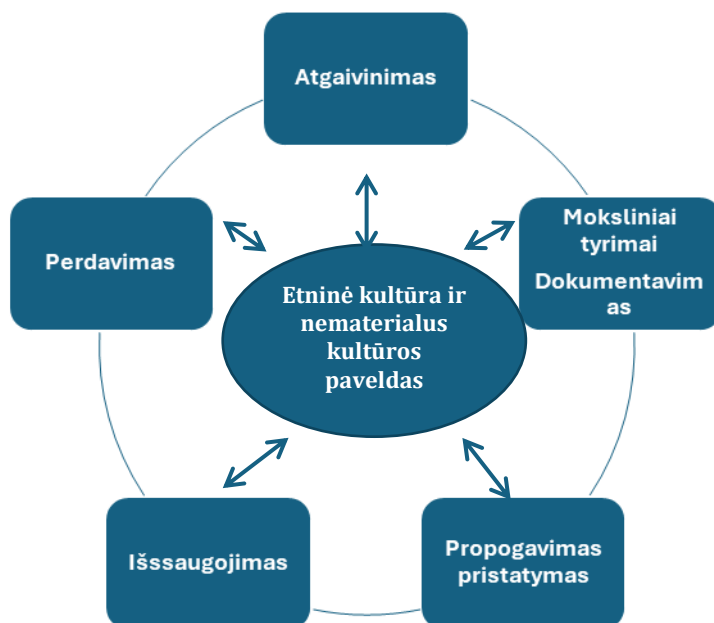 Atgaivinimas
Moksliniai
tyrimai
Dokumentavim
as
Perdavimas
Etninė kultūra ir
nematerialus
kultūros
paveldas
Išssaugojimas
Propogavimas
pristatymas